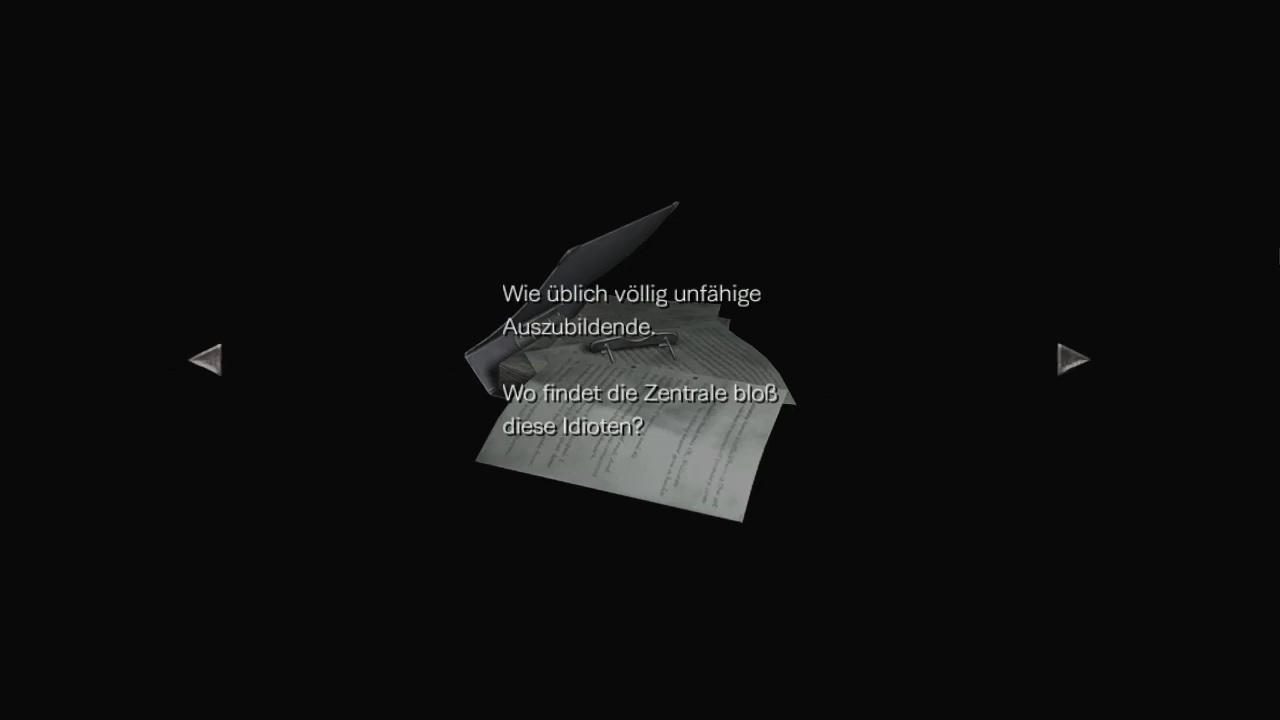 Wie üblich völlig unfähige
Auszubildende.
Wo findet die Zentrale bloß
diese Idioten?